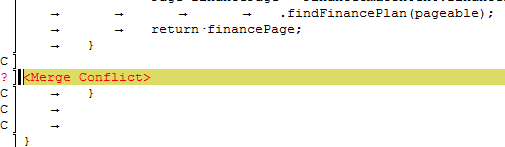 → → → → .findFinancePlan(pageable);
→ → return·financePage;
→ }
C
? <Merge Conflict>
C → }
C →
C →
}